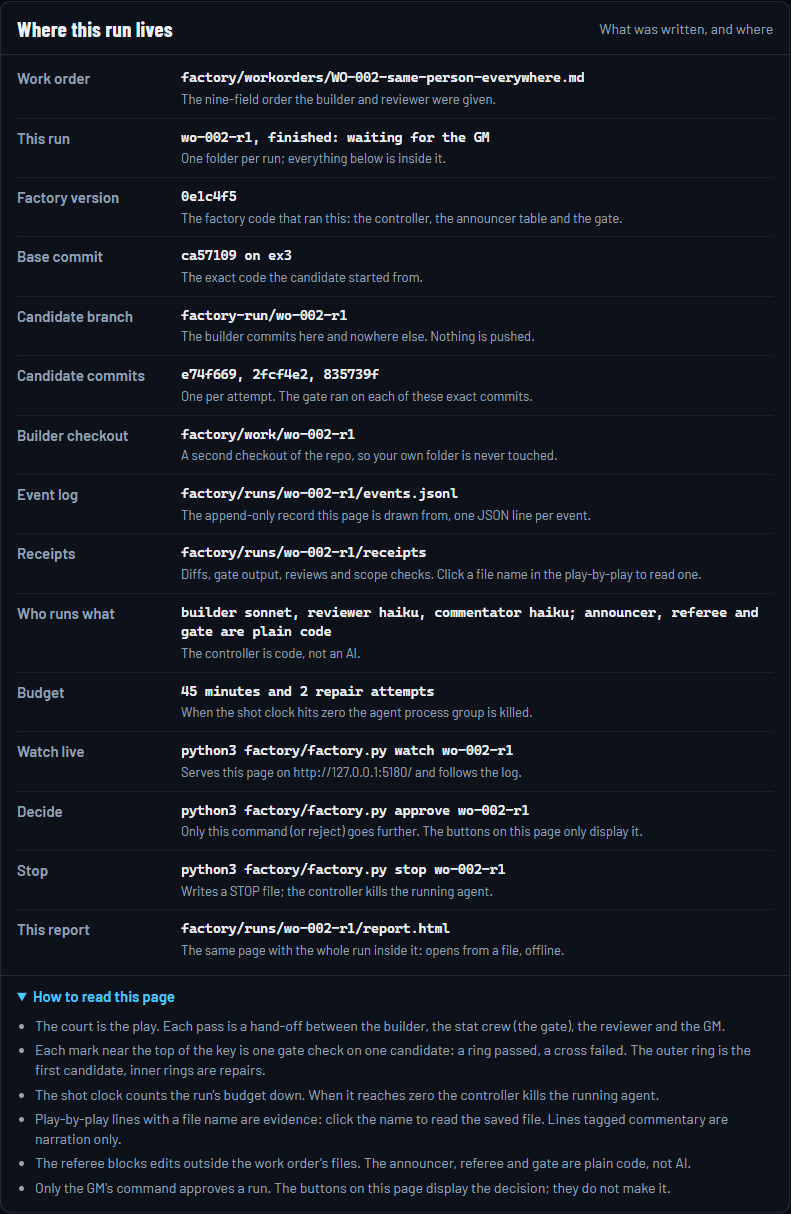 Where this run lives
What was written, and where
Work order
factory/workorders/WO-002-same-person-everywhere.md
The nine-field order the builder and reviewer were given.
This run
wo-002-r1, finished: waiting for the GM
One folder per run; everything below is inside it.
Factory version
0e1c4f5
The factory code that ran this: the controller, the announcer table and the gate.
Base commit
ca57109 on ex3
The exact code the candidate started from.
Candidate branch
factory-run/wo-002-r1
The builder commits here and nowhere else. Nothing is pushed.
Candidate commits
e74f669, 2fcf4e2, 835739f
One per attempt. The gate ran on each of these exact commits.
Builder checkout
factory/work/wo-002-r1
A second checkout of the repo, so your own folder is never touched.
Event log
factory/runs/wo-002-r1/events.jsonl
The append-only record this page is drawn from, one JSON line per event.
Receipts
factory/runs/wo-002-r1/receipts
Diffs, gate output, reviews and scope checks. Click a file name in the play-by-play to read one.
Who runs what
builder sonnet, reviewer haiku, commentator haiku; announcer, referee and
gate are plain code
The controller is code, not an AI.
Budget
45 minutes and 2 repair attempts
When the shot clock hits zero the agent process group is killed.
Watch live
python3 factory/factory.py watch wo-002-r1
Serves this page on http://127.0.0.1:5180/ and follows the log.
Decide
python3 factory/factory.py approve wo-002-r1
Only this command (or reject) goes further. The buttons on this page only display it.
Stop
python3 factory/factory.py stop wo-002-r1
Writes a STOP file; the controller kills the running agent.
This report
factory/runs/wo-002-r1/report.html
The same page with the whole run inside it: opens from a file, offline.
▼ How to read this page
• The court is the play. Each pass is a hand-off between the builder, the stat crew (the gate), the reviewer and the GM.
• Each mark near the top of the key is one gate check on one candidate: a ring passed, a cross failed. The outer ring is the
first candidate, inner rings are repairs.
• The shot clock counts the run's budget down. When it reaches zero the controller kills the running agent.
• Play-by-play lines with a file name are evidence: click the name to read the saved file. Lines tagged commentary are
narration only.
• The referee blocks edits outside the work order's files. The announcer, referee and gate are plain code, not AI.
• Only the GM's command approves a run. The buttons on this page display the decision; they do not make it.